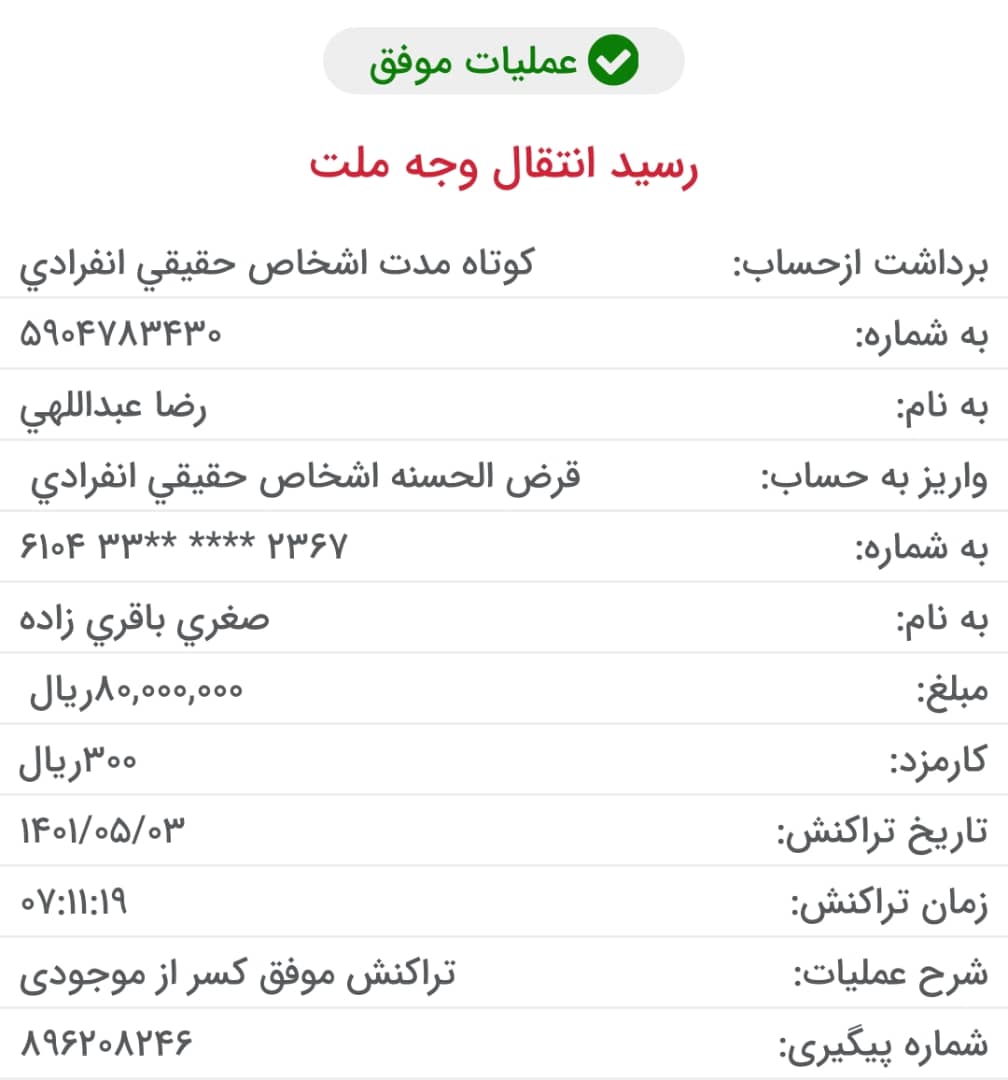 عملیات موفق
رسید انتقال وجه ملت
برداشت ازحساب: کوتاه مدت اشخاص حقيقي انفرادي
به شماره: ۵۹۰۴۷۸۳۴۳۰
به نام: رضا عبداللهي
واریز به حساب: قرض الحسنه اشخاص حقيقي انفرادي
به شماره: ۶۱۰۴ ۳۳** **** ۲۳۶۷
به نام: صغري باقري زاده
مبلغ: ۸۰,۰۰۰,۰۰۰ریال
کارمزد: ۳۰۰ریال
تاریخ تراکنش: ۱۴۰۱/۰۵/۰۳
زمان تراکنش: ۰۷:۱۱:۱۹
شرح عملیات: تراکنش موفق کسر از موجودی
شماره پیگیری: ۸۹۶۲۰۸۲۴۶